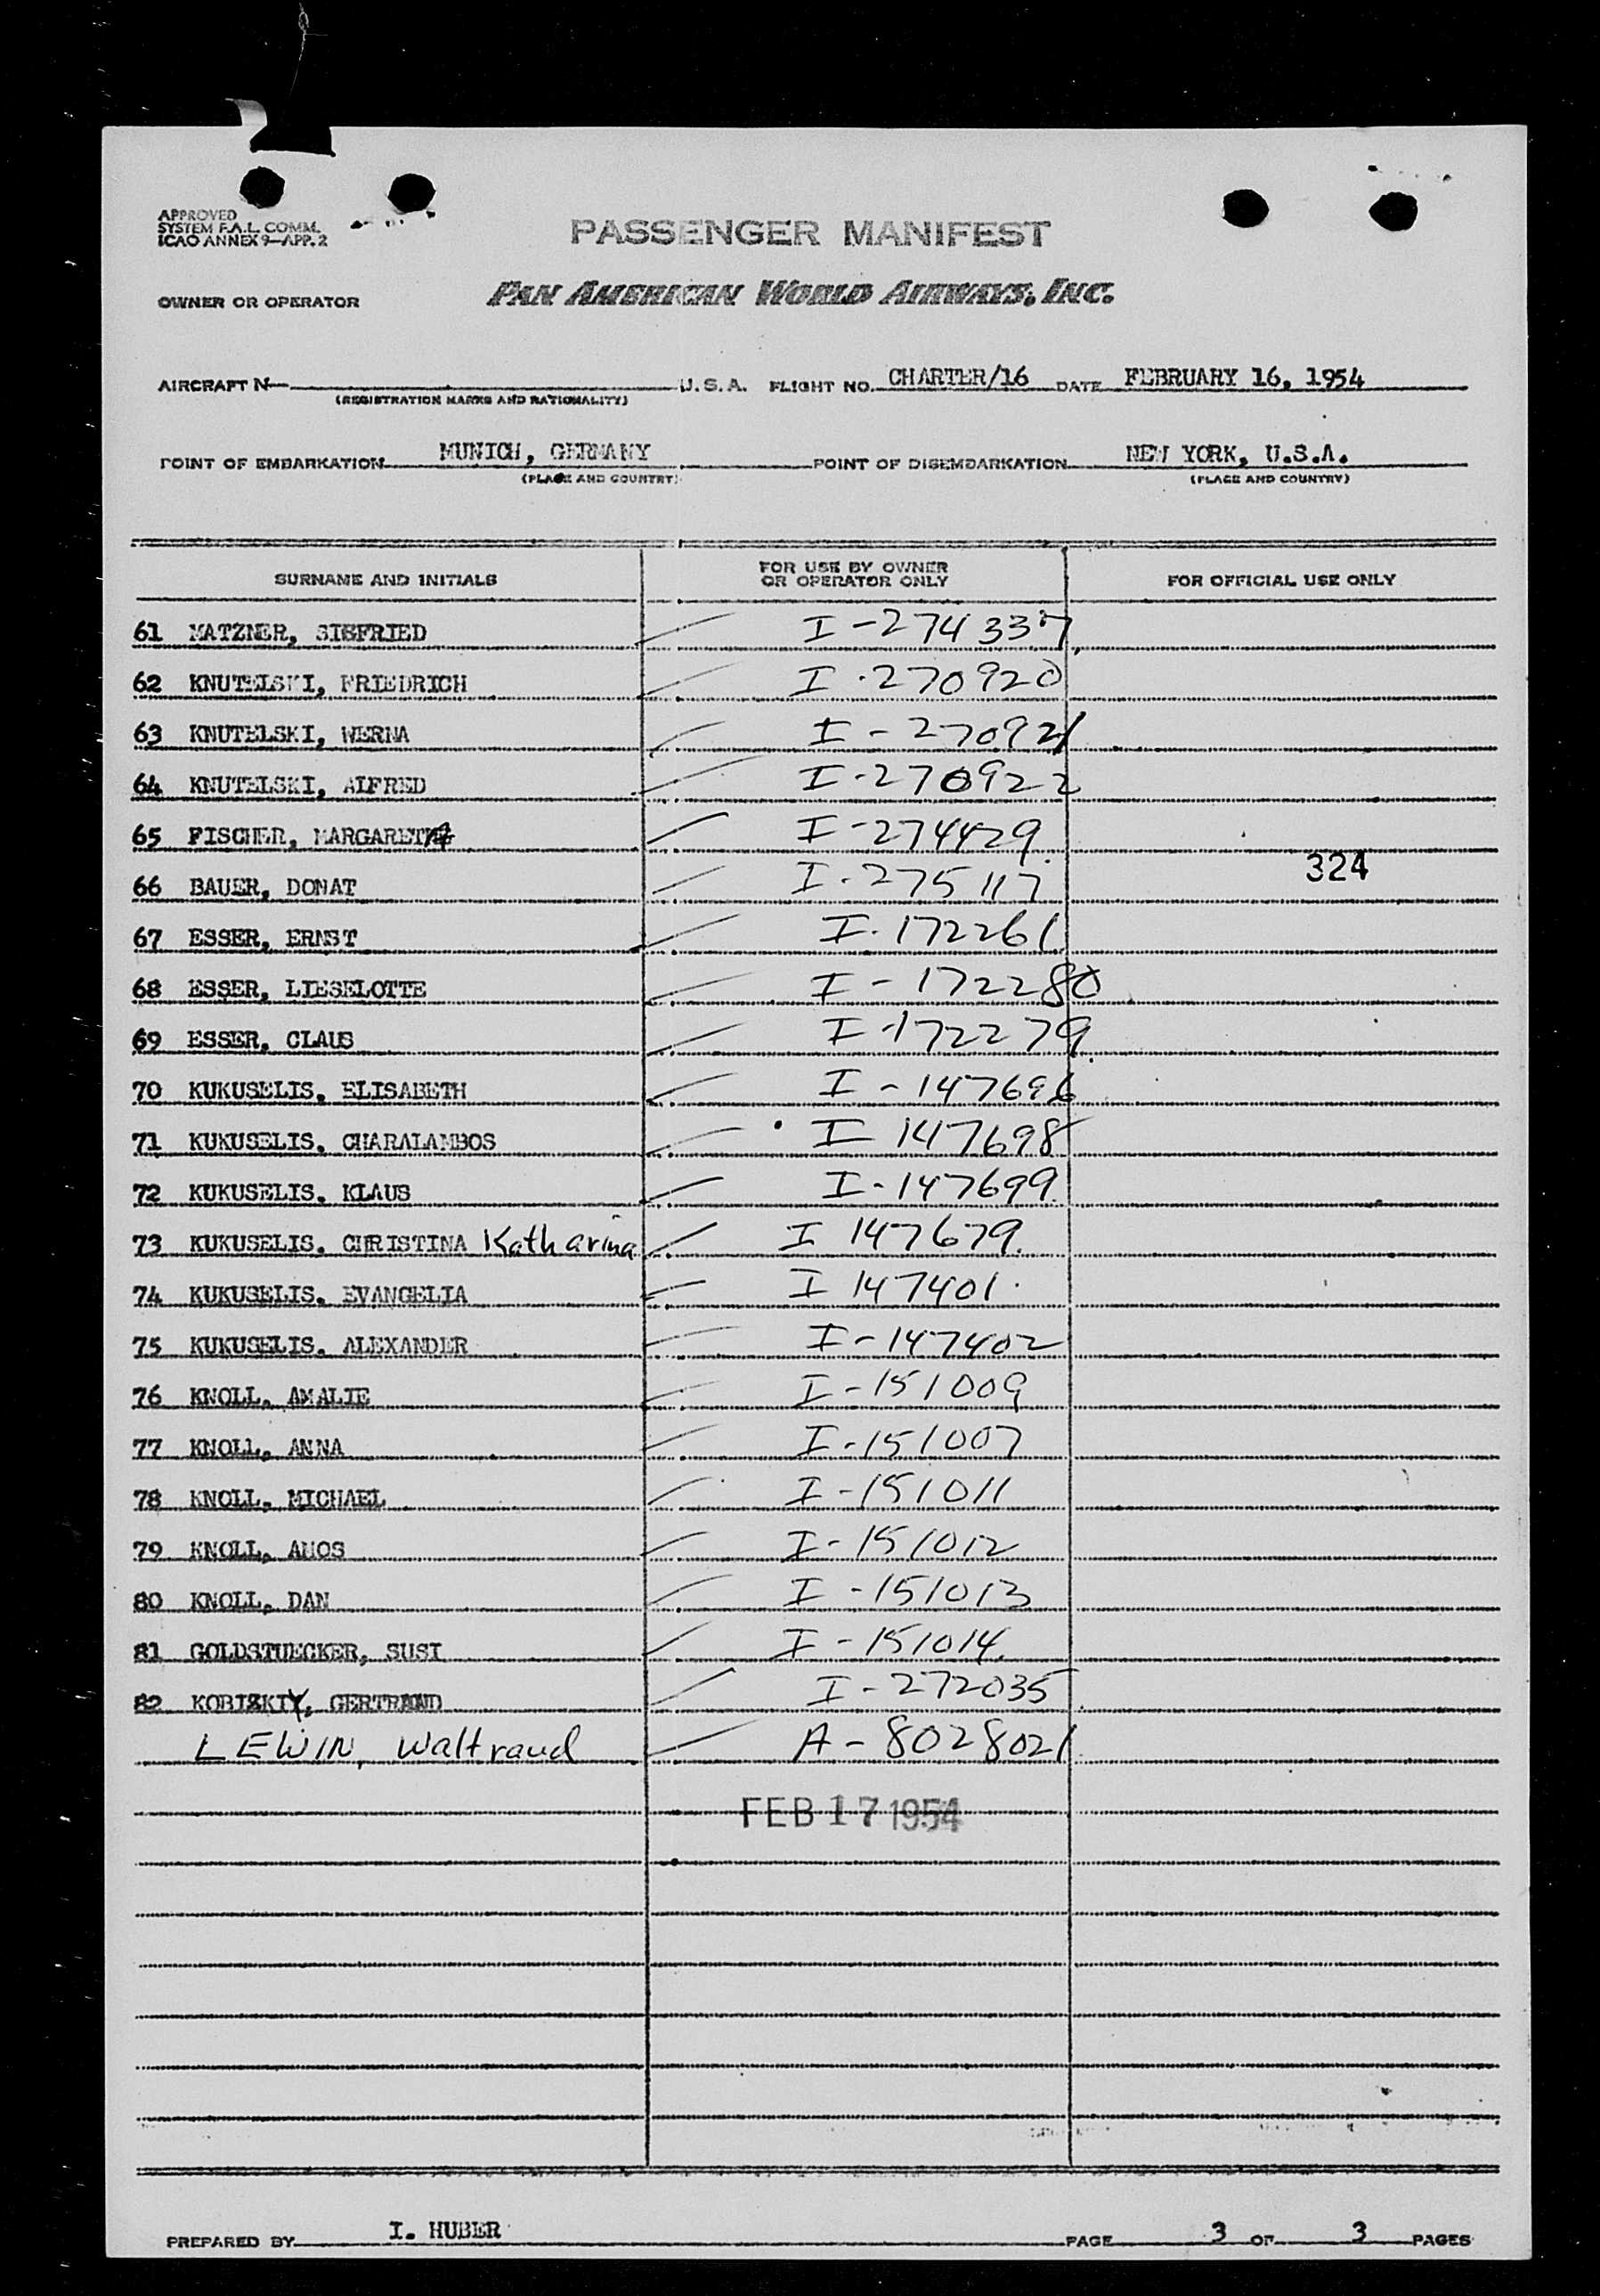 APPROVED
SYSTEM F.A.L. COMM.
ICAO ANNEX 9—APP. 2
PASSENGER MANIFEST
OWNER OR OPERATOR PAN AMERICAN WORLD AIRWAYS, INC.
AIRCRAFT N— U.S.A. FLIGHT NO. CHARTER/16 DATE FEBRUARY 16, 1954
(REGISTRATION MARKS AND NATIONALITY)
POINT OF EMBARKATION MUNICH, GERMANY POINT OF DISEMBARKATION NEW YORK, U.S.A.
(PLACE AND COUNTRY) (PLACE AND COUNTRY)
SURNAME AND INITIALS FOR USE BY OWNER OR OPERATOR ONLY FOR OFFICIAL USE ONLY
61 MATZNER, SIEFRIED I-274337
62 KNUTELSKI, FRIEDRICH I-270920
63 KNUTELSKI, WERNA I-270921
64 KNUTELSKI, ALFRED I-270922
65 FISCHER, MARGARETA I-274429
324
66 BAUER, DONAT I-275117
67 ESSER, ERNST I-172261
68 ESSER, LIESELOTTE I-172280
69 ESSER, CLAUS I-172279
70 KUKUSELIS. ELISABETH I-147696
71 KUKUSELIS. CHARALAMBOS I 147698
72 KUKUSELIS. KLAUS I-147699
73 KUKUSELIS. CHRISTINA Katharina I 147679
74 KUKUSELIS. EVANGELIA I 147401
75 KUKUSELIS. ALEXANDER I-147402
76 KNOLL, AMALIE I-151009
77 KNOLL, ANNA I-151007
78 KNOLL, MICHAEL I-151011
79 KNOLL, AMOS I-151012
80 KNOLL, DAN I-151013
81 GOLDSTUECKER, SUSI I-151014
82 KOBIZKIY, GERTRAUD I-272035
LEWIN, Waltraud A-8028021
FEB 17 1954
PREPARED BY I. HUBER PAGE 3 OF 3 PAGES